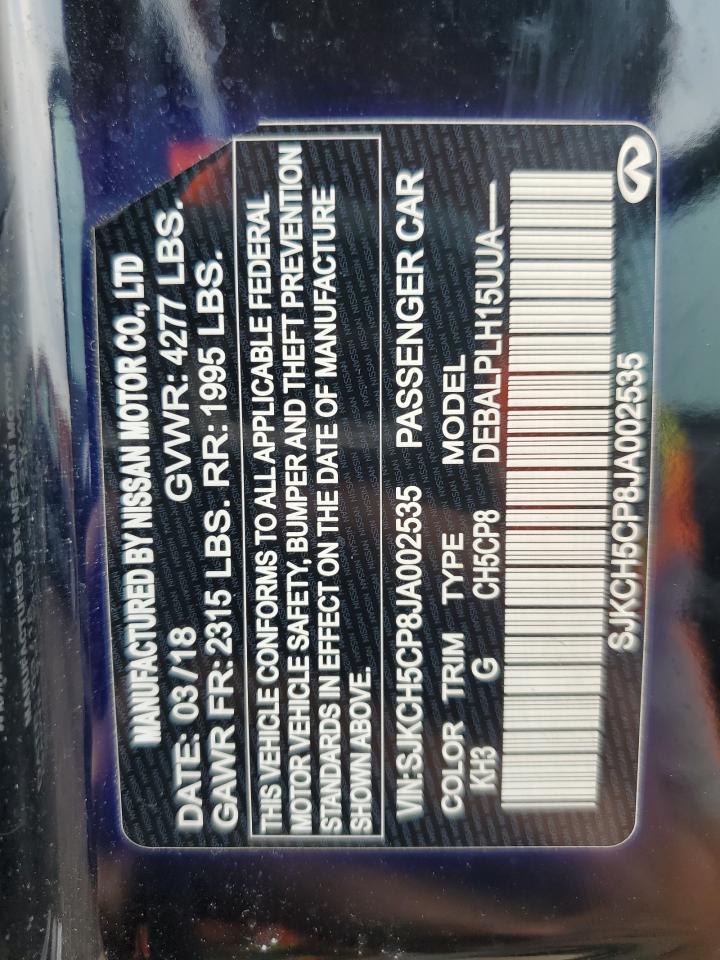 MANUFACTURED BY NISSAN MOTOR CO., LTD
DATE: 03/18 GVWR: 4277 LBS.
GAWR FR: 2315 LBS. RR: 1995 LBS.
THIS VEHICLE CONFORMS TO ALL APPLICABLE FEDERAL
MOTOR VEHICLE SAFETY, BUMPER AND THEFT PREVENTION
STANDARDS IN EFFECT ON THE DATE OF MANUFACTURE
SHOWN ABOVE.
VIN:SJKCH5CP8JA002535 PASSENGER CAR
COLOR TRIM TYPE MODEL
KH3 G CH5CP8 DEBALPLH15UUA—
SJKCH5CP8JA002535